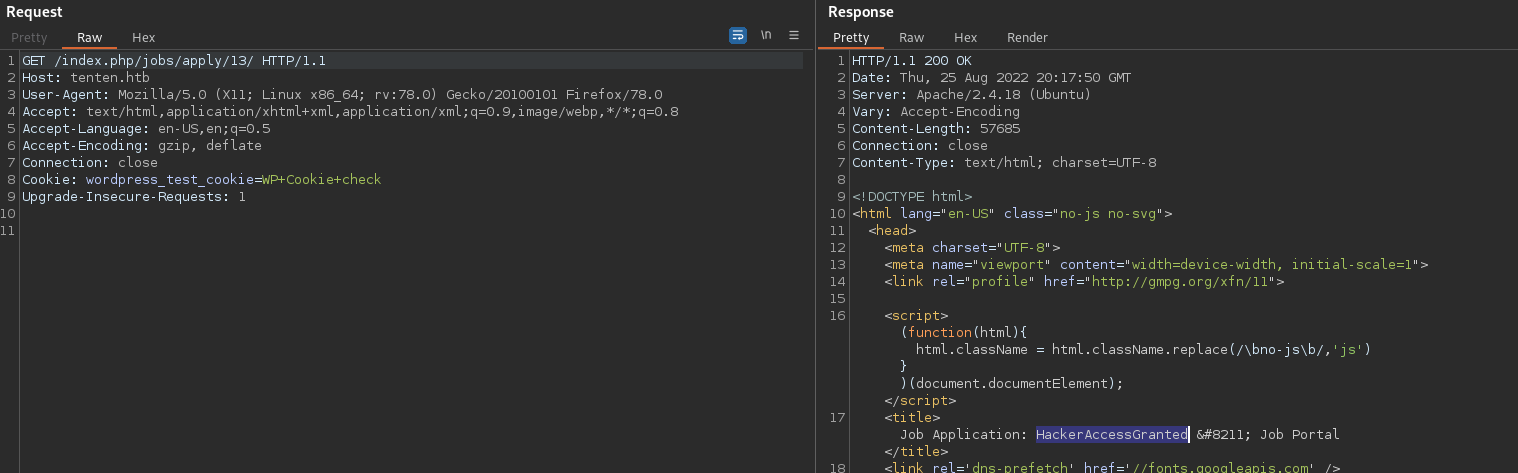 Request
Pretty Raw Hex \n
1 GET /index.php/jobs/apply/13/ HTTP/1.1
2 Host: tenten.htb
3 User-Agent: Mozilla/5.0 (X11; Linux x86_64; rv:78.0) Gecko/20100101 Firefox/78.0
4 Accept: text/html,application/xhtml+xml,application/xml;q=0.9,image/webp,*/*;q=0.8
5 Accept-Language: en-US,en;q=0.5
6 Accept-Encoding: gzip, deflate
7 Connection: close
8 Cookie: wordpress_test_cookie=WP+Cookie+check
9 Upgrade-Insecure-Requests: 1
10
11
Response
Pretty Raw Hex Render
1 HTTP/1.1 200 OK
2 Date: Thu, 25 Aug 2022 20:17:50 GMT
3 Server: Apache/2.4.18 (Ubuntu)
4 Vary: Accept-Encoding
5 Content-Length: 57685
6 Connection: close
7 Content-Type: text/html; charset=UTF-8
8
9 <!DOCTYPE html>
10 <html lang="en-US" class="no-js no-svg">
11 <head>
12 <meta charset="UTF-8">
13 <meta name="viewport" content="width=device-width, initial-scale=1">
14 <link rel="profile" href="http://gmpg.org/xfn/11">
15
16 <script>
(function(html){
html.className = html.className.replace(/\bno-js\b/,'js')
}
)(document.documentElement);
</script>
17 <title>
Job Application: HackerAccessGranted &#8211; Job Portal
</title>
18 <link rel='dns-prefetch' href='//fonts.googleapis.com' />